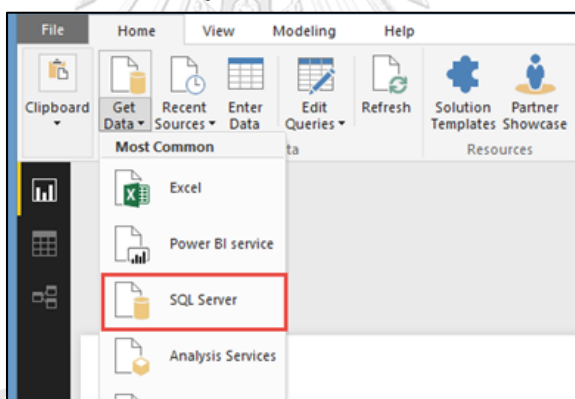 File Home View Modeling Help
Clipboard
Get Data
Recent Sources
Enter Data
Edit Queries
Refresh
Solution Templates
Partner Showcase
ta
Resources
Most Common
Excel
Power BI service
SQL Server
Analysis Services